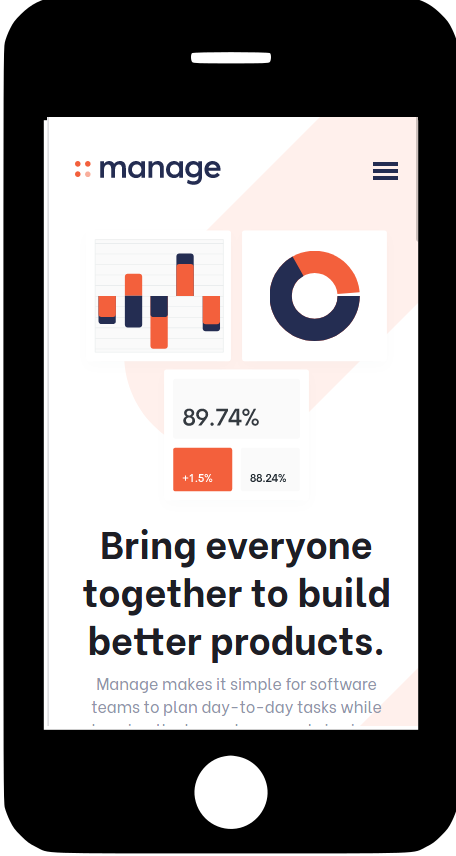 manage
89.74%
+1.5%
88.24%
Bring everyone
together to build
better products.
Manage makes it simple for software
teams to plan day-to-day tasks while